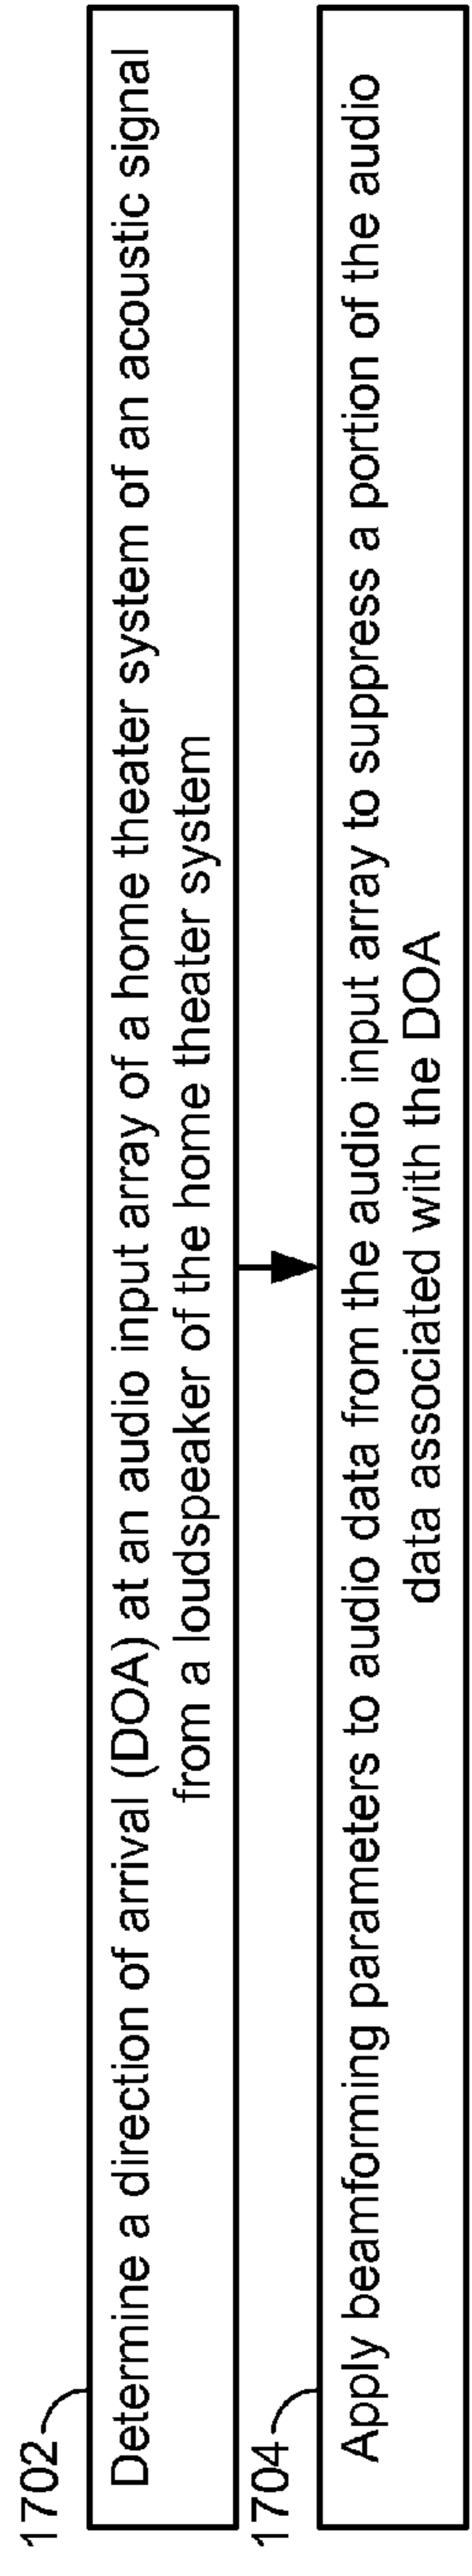 1702
Determine a direction of arrival (DOA) at an audio input array of a home theater system of an acoustic signal
from a loudspeaker of the home theater system
1704
Apply beamforming parameters to audio data from the audio input array to suppress a portion of the audio
data associated with the DOA